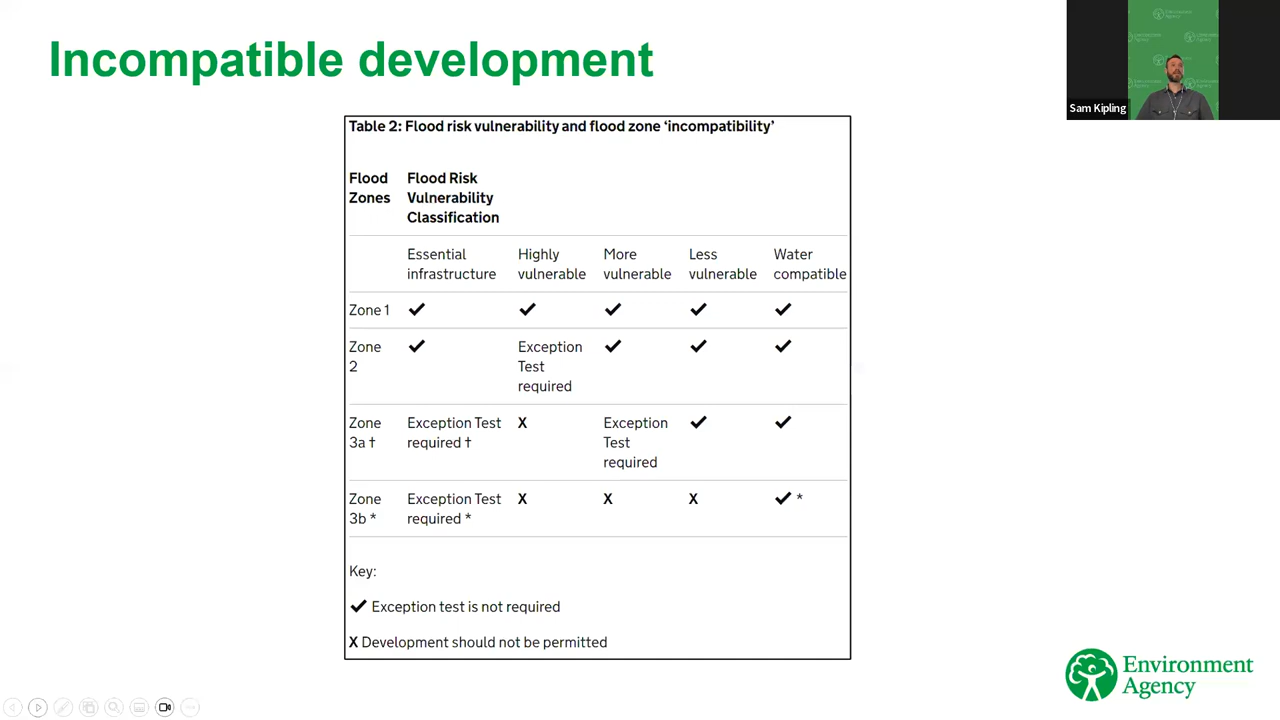 Incompatible development
Environment
Agency
Sam Kipling
Table 2: Flood risk vulnerability and flood zone ‘incompatibility’
Flood
Zones
Flood Risk
Vulnerability
Classification
Essential
infrastructure
Highly
vulnerable
More
vulnerable
Less
vulnerable
Water
compatible
Zone 1 ✔ ✔ ✔ ✔ ✔
Zone
2
✔
Exception
Test
required
✔ ✔ ✔
Zone
3a †
Exception Test
required †
X
Exception
Test
required
✔ ✔
Zone
3b *
Exception Test
required *
X X X ✔ *
Key:
✔ Exception test is not required
X Development should not be permitted
Environment
Agency